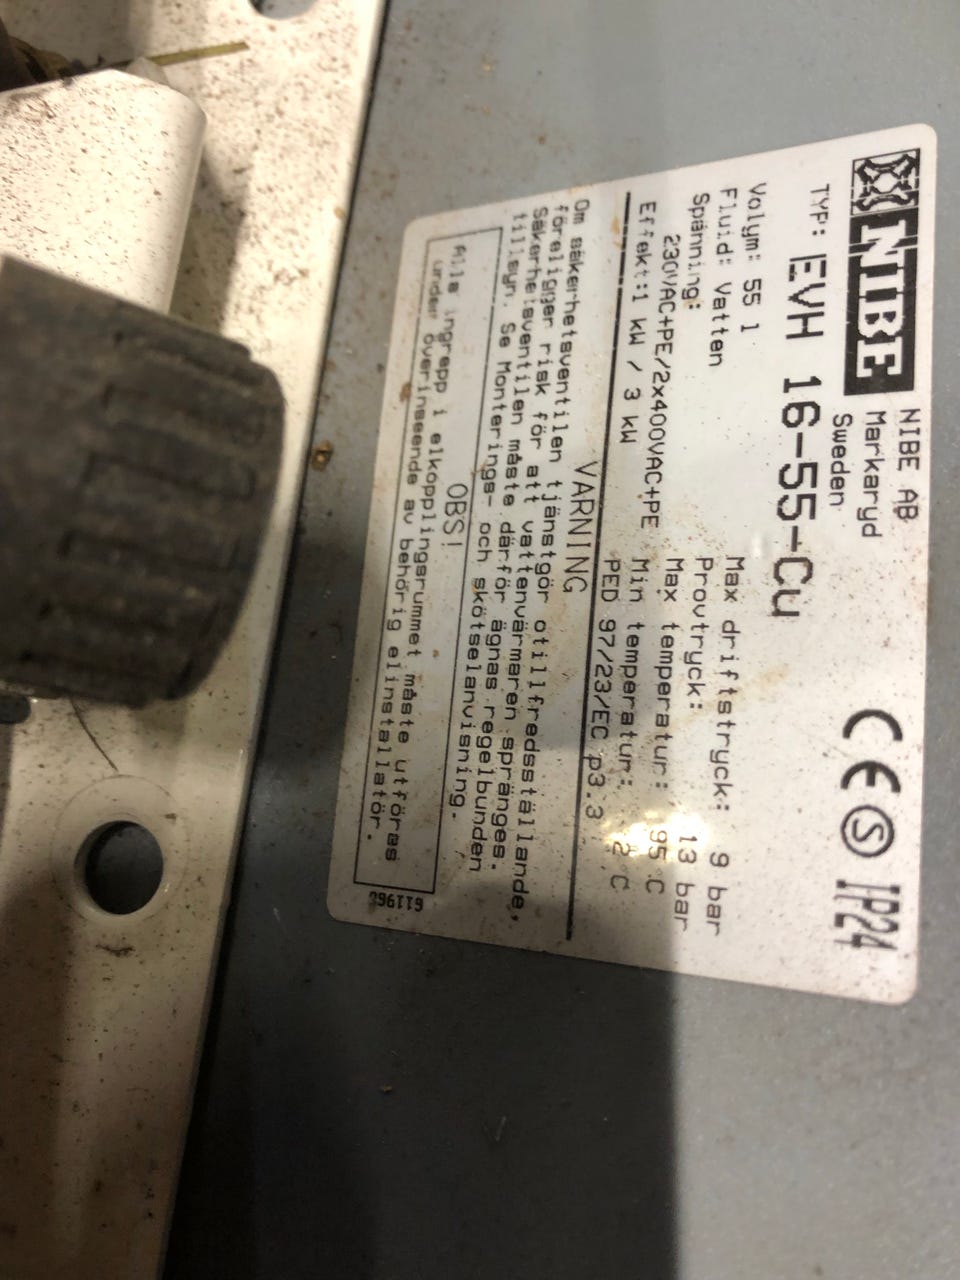 NIBE
NIBE AB
Markaryd
Sweden
CE S IP24
TYP: EVH 16-55-Cu
Volym: 55 l
Fluid: Vatten
Spänning:
230VAC+PE/2x400VAC+PE
Effekt:1 kW / 3 kW
Max driftstryck: 9 bar
Provtryck: 13 bar
Max temperatur: 95°C
Min temperatur: 2°C
PED 97/23/EC p3.3
VARNING
Om säkerhetsventilen tjänstgör otillfredsställande,
föreligger risk för att vattenvärmaren spränges.
Säkerhetsventilen måste därför ägnas regelbunden
tillsyn. Se Monterings- och skötselanvisning.
OBS!
Alla ingrepp i elkopplingsrummet måste utföras
under överinseende av behörig elinstallatör.